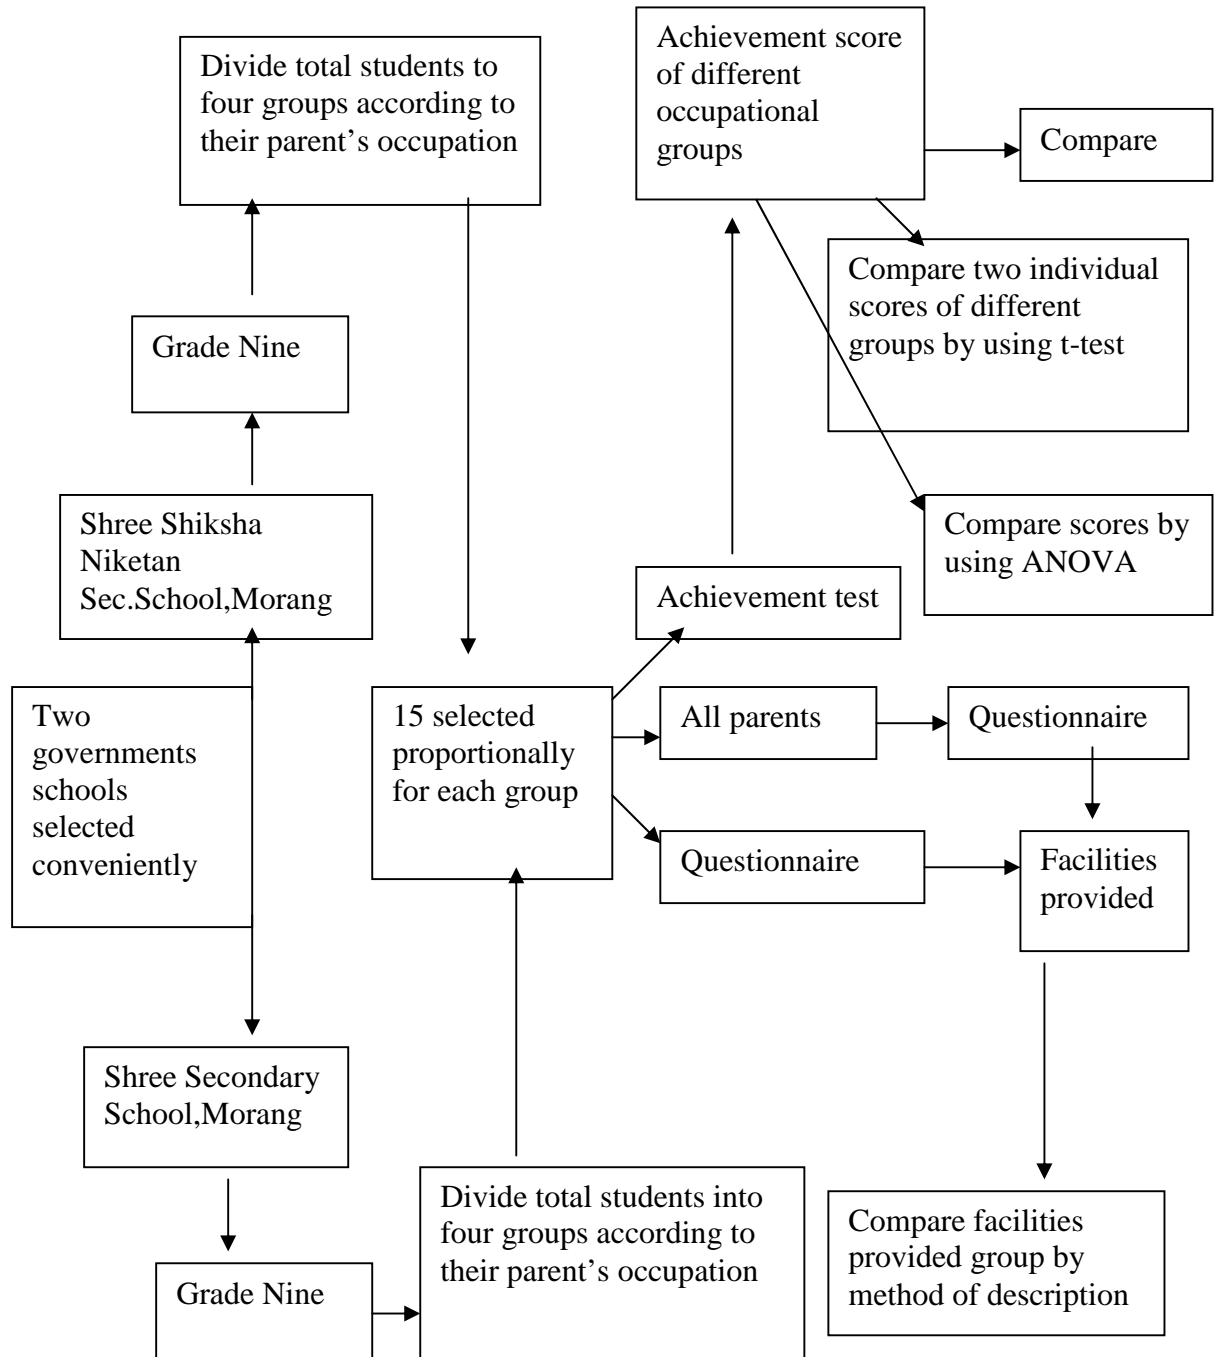 Divide total students to
four groups according to
their parent’s occupation
Achievement score
of different
occupational
groups
Compare
Compare two individual
scores of different
groups by using t-test
Grade Nine
Shree Shiksha
Niketan
Sec.School,Morang
Compare scores by
using ANOVA
Achievement test
Two
governments
schools
selected
conveniently
15 selected
proportionally
for each group
All parents
Questionnaire
Questionnaire
Facilities
provided
Shree Secondary
School,Morang
Grade Nine
Divide total students into
four groups according to
their parent’s occupation
Compare facilities
provided group by
method of description